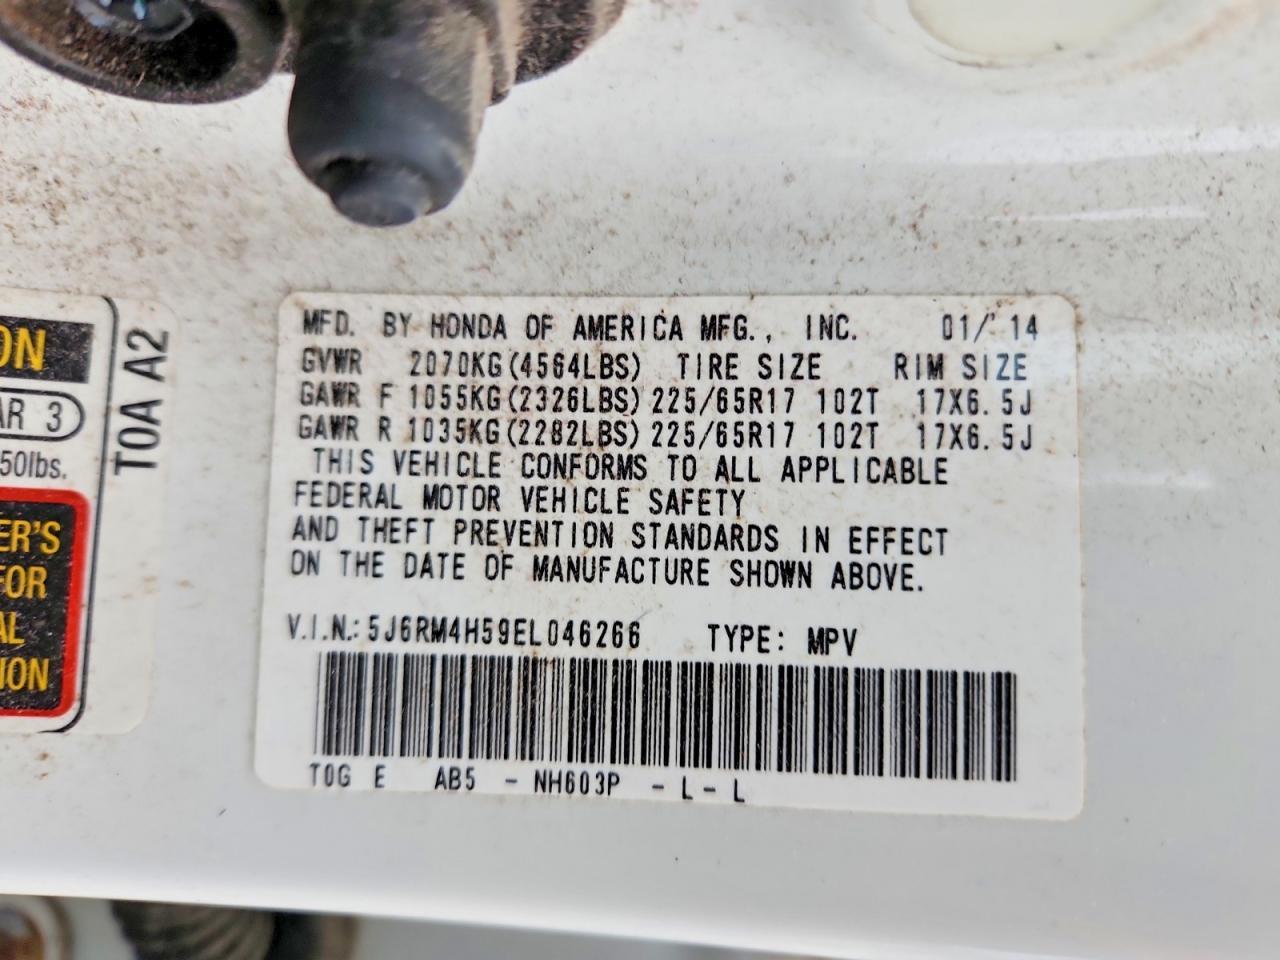 ON
AR 3
50lbs.
ER'S
FOR
AL
ION
T0A A2
MFD. BY HONDA OF AMERICA MFG., INC. 01/ 14
GVWR 2070KG(4564LBS) TIRE SIZE RIM SIZE
GAWR F 1055KG(2326LBS) 225/65R17 102T 17X6.5J
GAWR R 1035KG(2282LBS) 225/65R17 102T 17X6.5J
THIS VEHICLE CONFORMS TO ALL APPLICABLE
FEDERAL MOTOR VEHICLE SAFETY
AND THEFT PREVENTION STANDARDS IN EFFECT
ON THE DATE OF MANUFACTURE SHOWN ABOVE.
V.I.N.: 5J6RM4H59EL046266 TYPE: MPV
T0G E AB5 - NH603P - L - L